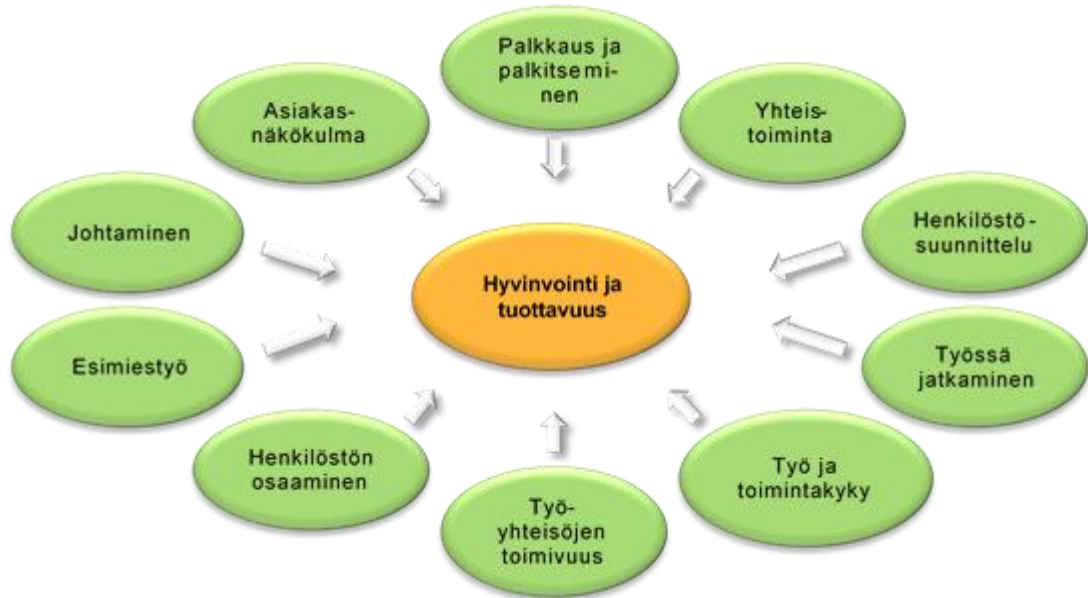 Palkkaus ja
palkitsemi-
nen
Asiakas-
näkökulma
Yhteis-
toiminta
Johtaminen
Henkilöstö-
suunnittelu
Hyvinvointi ja
tuottavuus
Esimiestyö
Työssä
jatkaminen
Henkilöstön
osaaminen
Työ ja
toimintakyky
Työ-
yhteisöjen
toimivuus